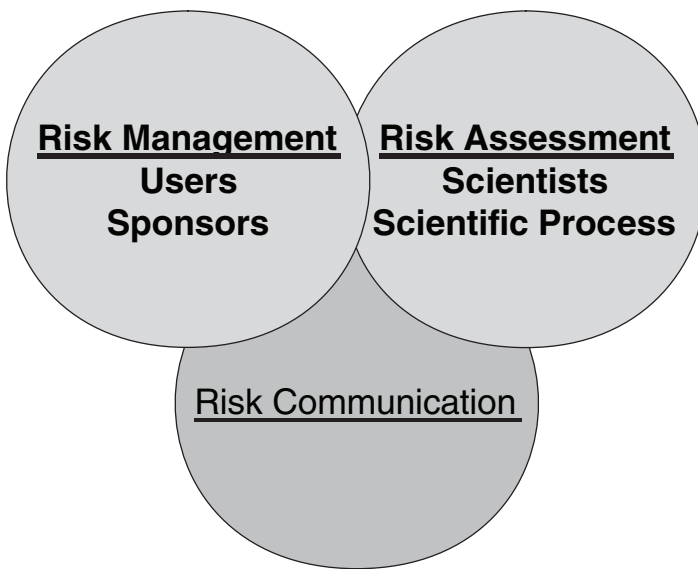 Risk Management
Users
Sponsors
Risk Assessment
Scientists
Scientific Process
Risk Communication